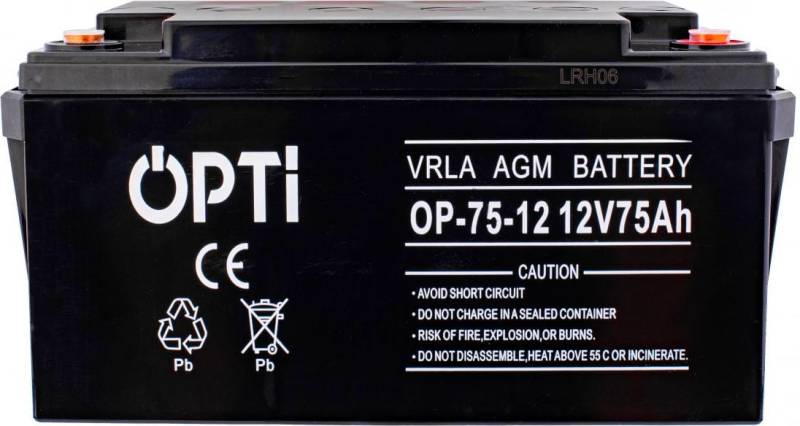 LRH06
OPTi
VRLA AGM BATTERY
OP-75-12 12V75Ah
CE
CAUTION
• AVOID SHORT CIRCUIT
• DO NOT CHARGE IN A SEALED CONTAINER
• RISK OF FIRE,EXPLOSION,OR BURNS.
• DO NOT DISASSEMBLE,HEAT ABOVE 55 C OR INCINERATE.
Pb
Pb